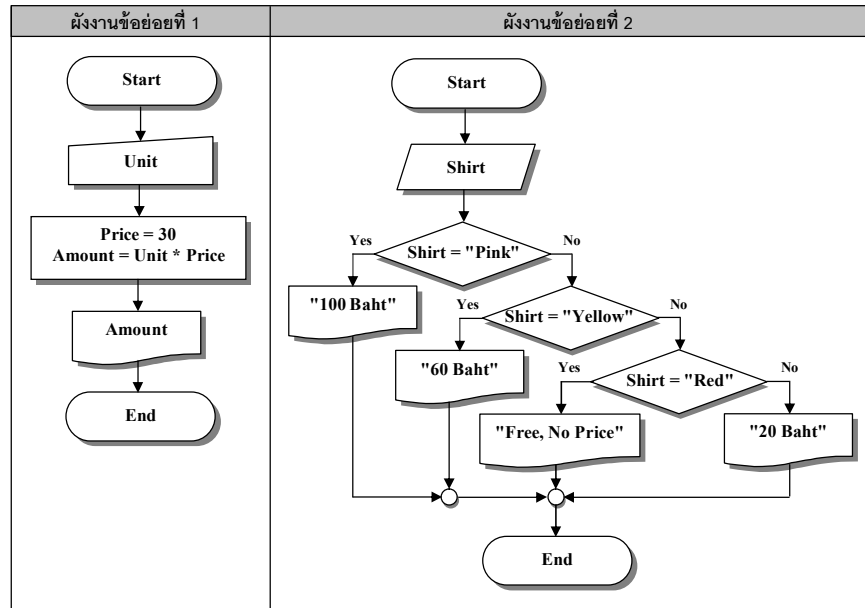 ผังงานข้อย่อยที่ 1
Start
Unit
Price = 30
Amount = Unit * Price
Amount
End
ผังงานข้อย่อยที่ 2
Start
Shirt
Yes
Shirt = "Pink"
No
"100 Baht"
Yes
Shirt = "Yellow"
No
"60 Baht"
Yes
Shirt = "Red"
No
"Free, No Price"
"20 Baht"
End